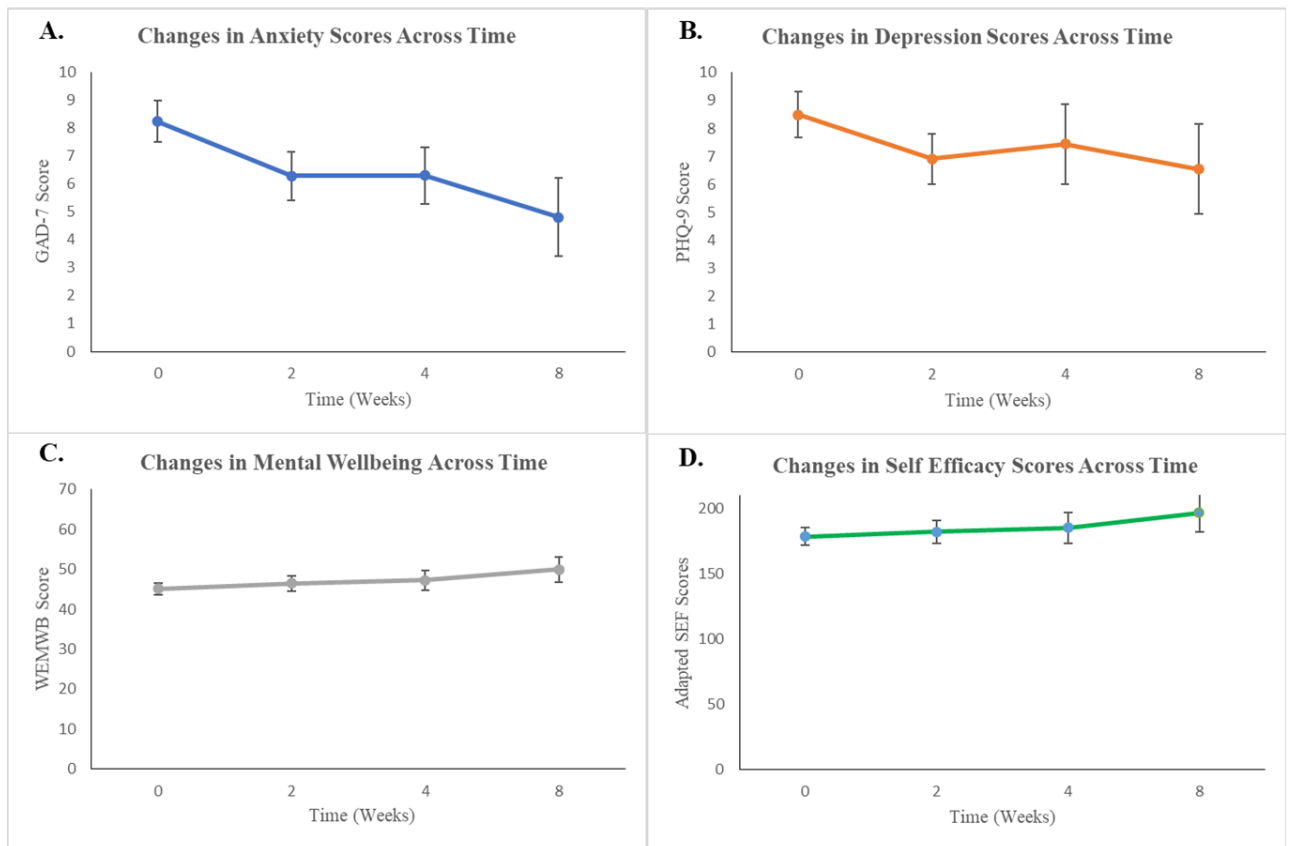 A.
Changes in Anxiety Scores Across Time
10
9
8
7
6
5
4
3
2
1
0
GAD-7 Score
0 2 4 8
Time (Weeks)
B.
Changes in Depression Scores Across Time
10
9
8
7
6
5
4
3
2
1
0
PHQ-9 Score
0 2 4 8
Time (Weeks)
C.
Changes in Mental Wellbeing Across Time
70
60
50
40
30
20
10
0
WEMWB Score
0 2 4 8
Time (Weeks)
D.
Changes in Self Efficacy Scores Across Time
200
150
100
50
0
Adapted SEF Scores
0 2 4 8
Time (Weeks)